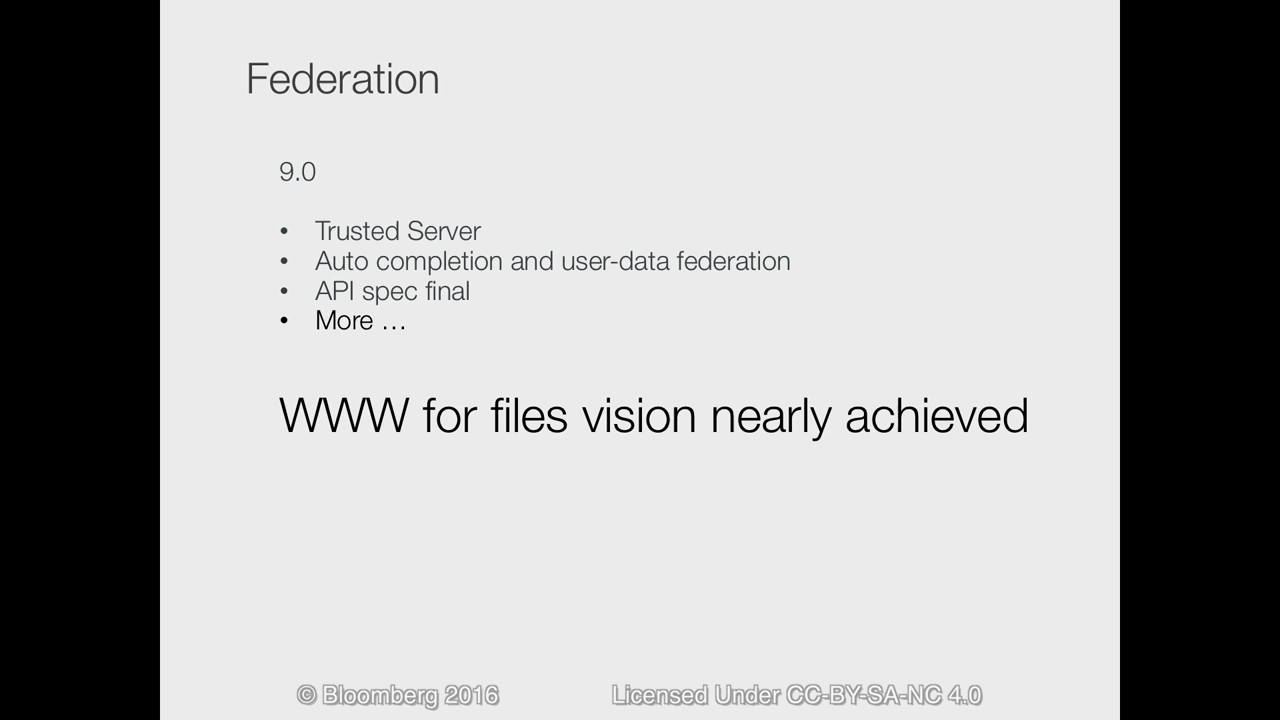 Federation
9.0
• Trusted Server
• Auto completion and user-data federation
• API spec final
• More …
WWW for files vision nearly achieved
© Bloomberg 2016 Licensed Under CC-BY-SA-NC 4.0